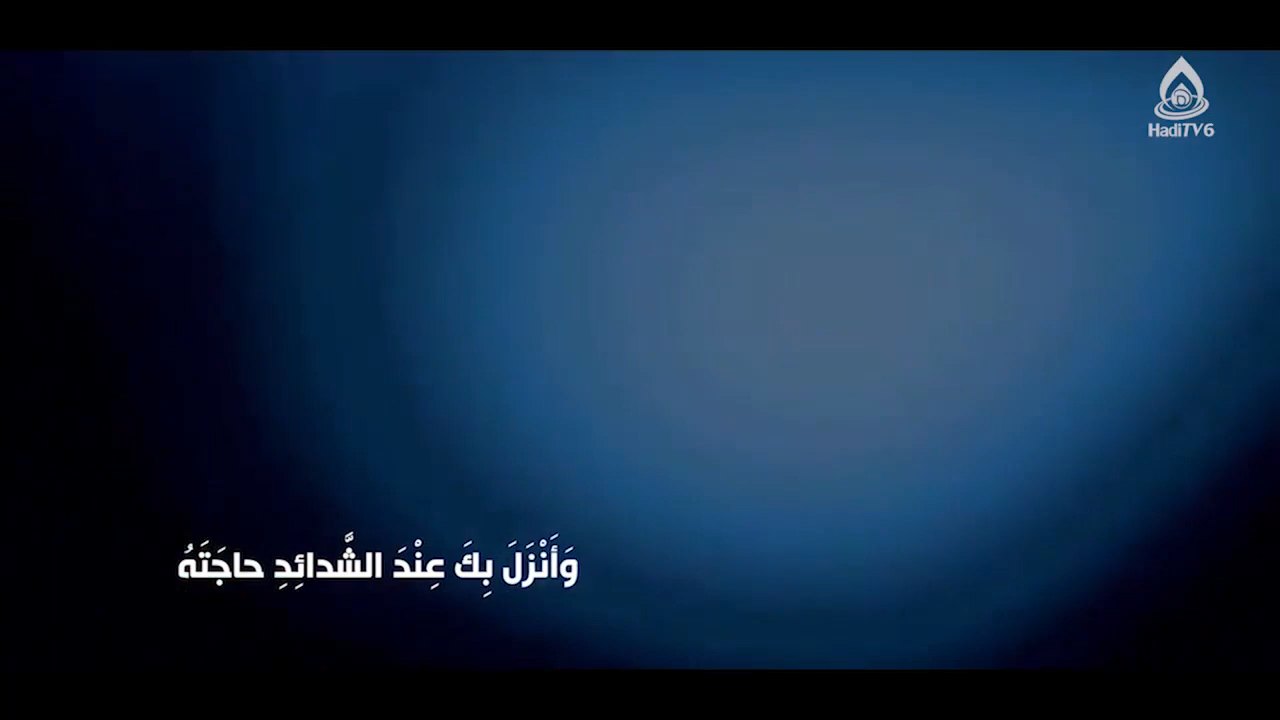 HadiTV6
وَأَنْزَلَ بِكَ عِنْدَ الشَّدائِدِ حاجَتَهُ